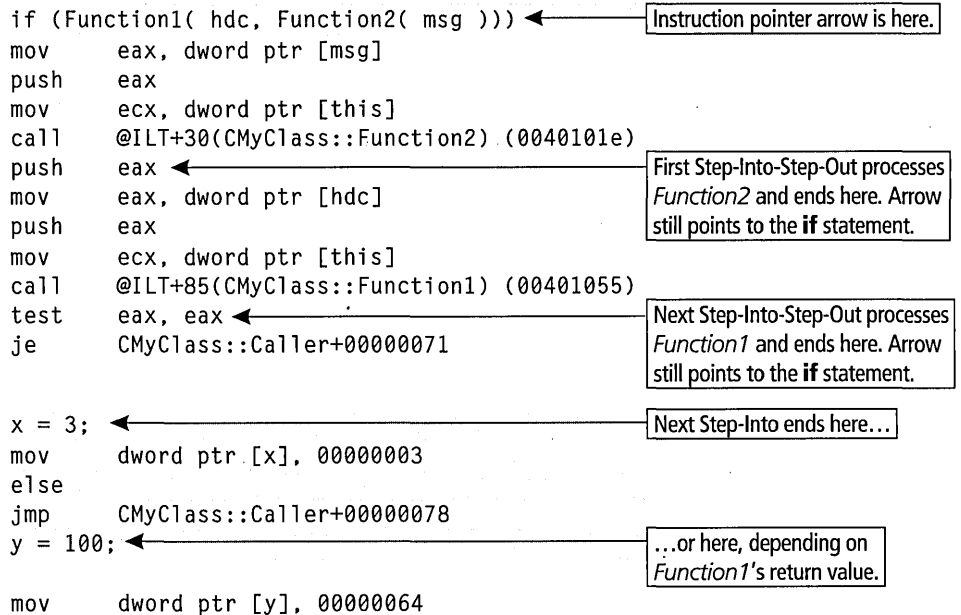 if (Function1( hdc, Function2( msg ))) Instruction pointer arrow is here.
mov eax, dword ptr [msg]
push eax
mov ecx, dword ptr [this]
call @ILT+30(CMyClass::Function2) (0040101e)
push eax First Step-Into-Step-Out processes
mov eax, dword ptr [hdc] Function2 and ends here. Arrow
push eax still points to the if statement.
mov ecx, dword ptr [this]
call @ILT+85(CMyClass::Function1) (00401055)
test eax, eax Next Step-Into-Step-Out processes
je CMyClass::Caller+00000071 Function1 and ends here. Arrow
still points to the if statement.
x = 3; Next Step-Into ends here...
mov dword ptr [x], 00000003
else
jmp CMyClass::Caller+00000078
y = 100; ...or here, depending on
Function1's return value.
mov dword ptr [y], 00000064